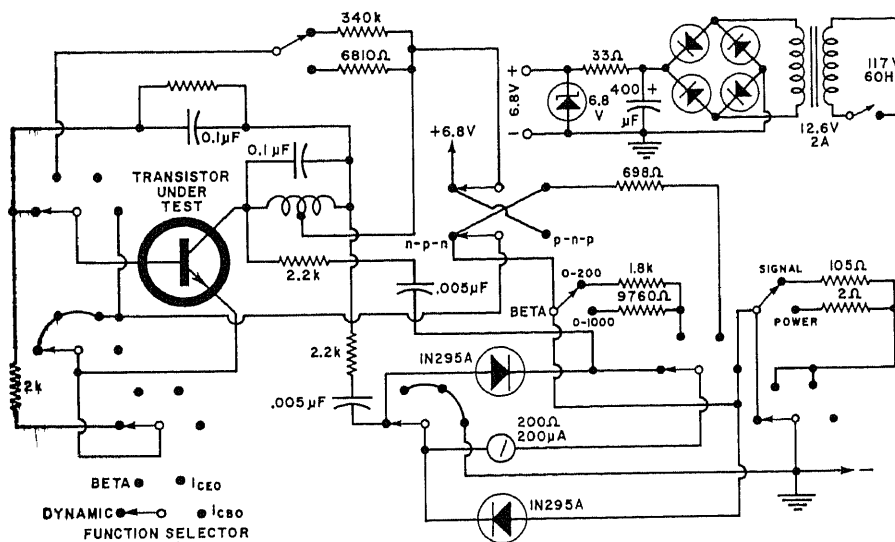 340k
6810Ω
33Ω
6.8V
+
-
6.8
V
400
+
μF
12.6V
2A
117V
60H
0.1μF
0.1μF
TRANSISTOR
UNDER
TEST
+6.8V
698Ω
n-p-n
p-n-p
2.2k
.005μF
0-200
1.8k
9760Ω
BETA
0-1000
SIGNAL
105Ω
2Ω
POWER
2.2k
1N295A
2k
.005μF
200Ω
200μA
BETA
ICEO
DYNAMIC
ICBO
FUNCTION SELECTOR
1N295A
-